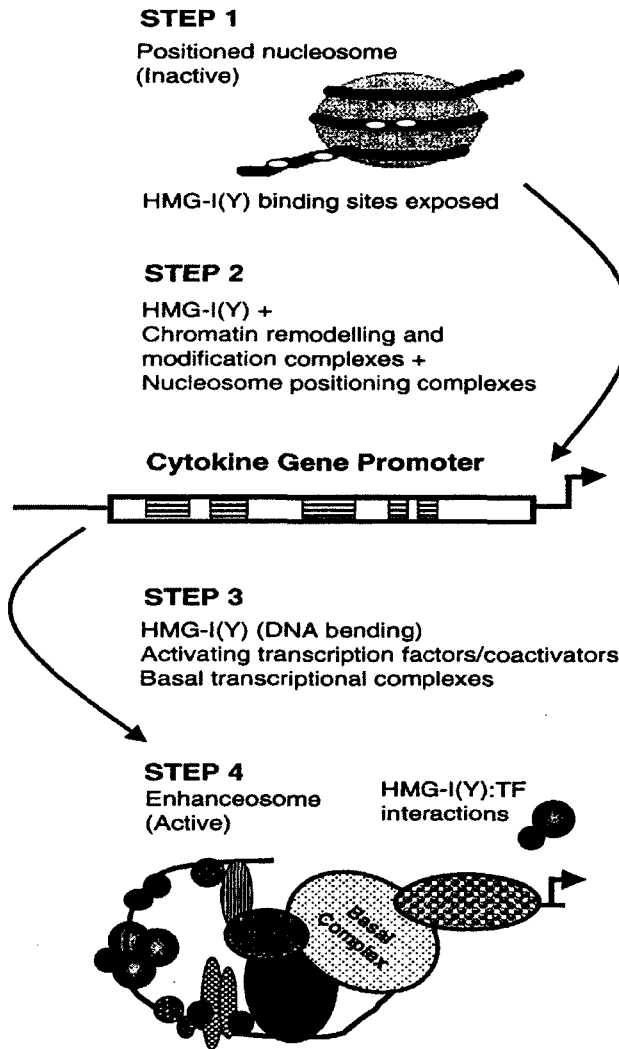 STEP 1
Positioned nucleosome
(Inactive)
HMG-I(Y) binding sites exposed
STEP 2
HMG-I(Y) +
Chromatin remodelling and
modification complexes +
Nucleosome positioning complexes
Cytokine Gene Promoter
STEP 3
HMG-I(Y) (DNA bending)
Activating transcription factors/coactivators
Basal transcriptional complexes
STEP 4
Enhanceosome
(Active)
HMG-I(Y):TF
interactions
Basal
Complex